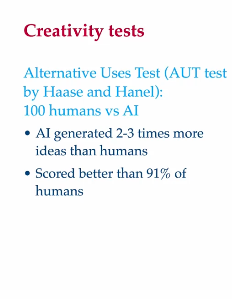 Creativity tests
Alternative Uses Test (AUT test
by Haase and Hanel):
100 humans vs AI
• AI generated 2-3 times more
ideas than humans
• Scored better than 91% of
humans